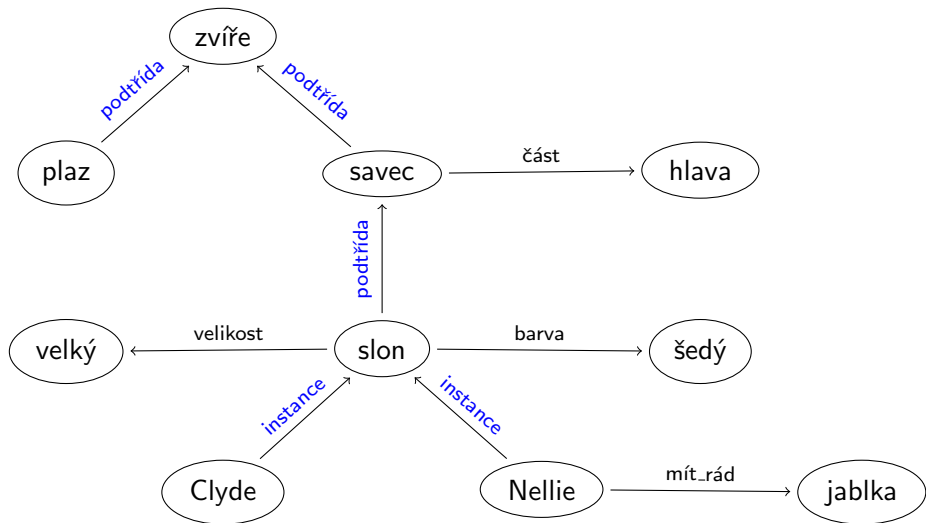 zvíře
podtřída
podtřída
plaz
savec
část
hlava
podtřída
velký
velikost
slon
barva
šedý
instance
instance
Clyde
Nellie
mít_rád
jablka